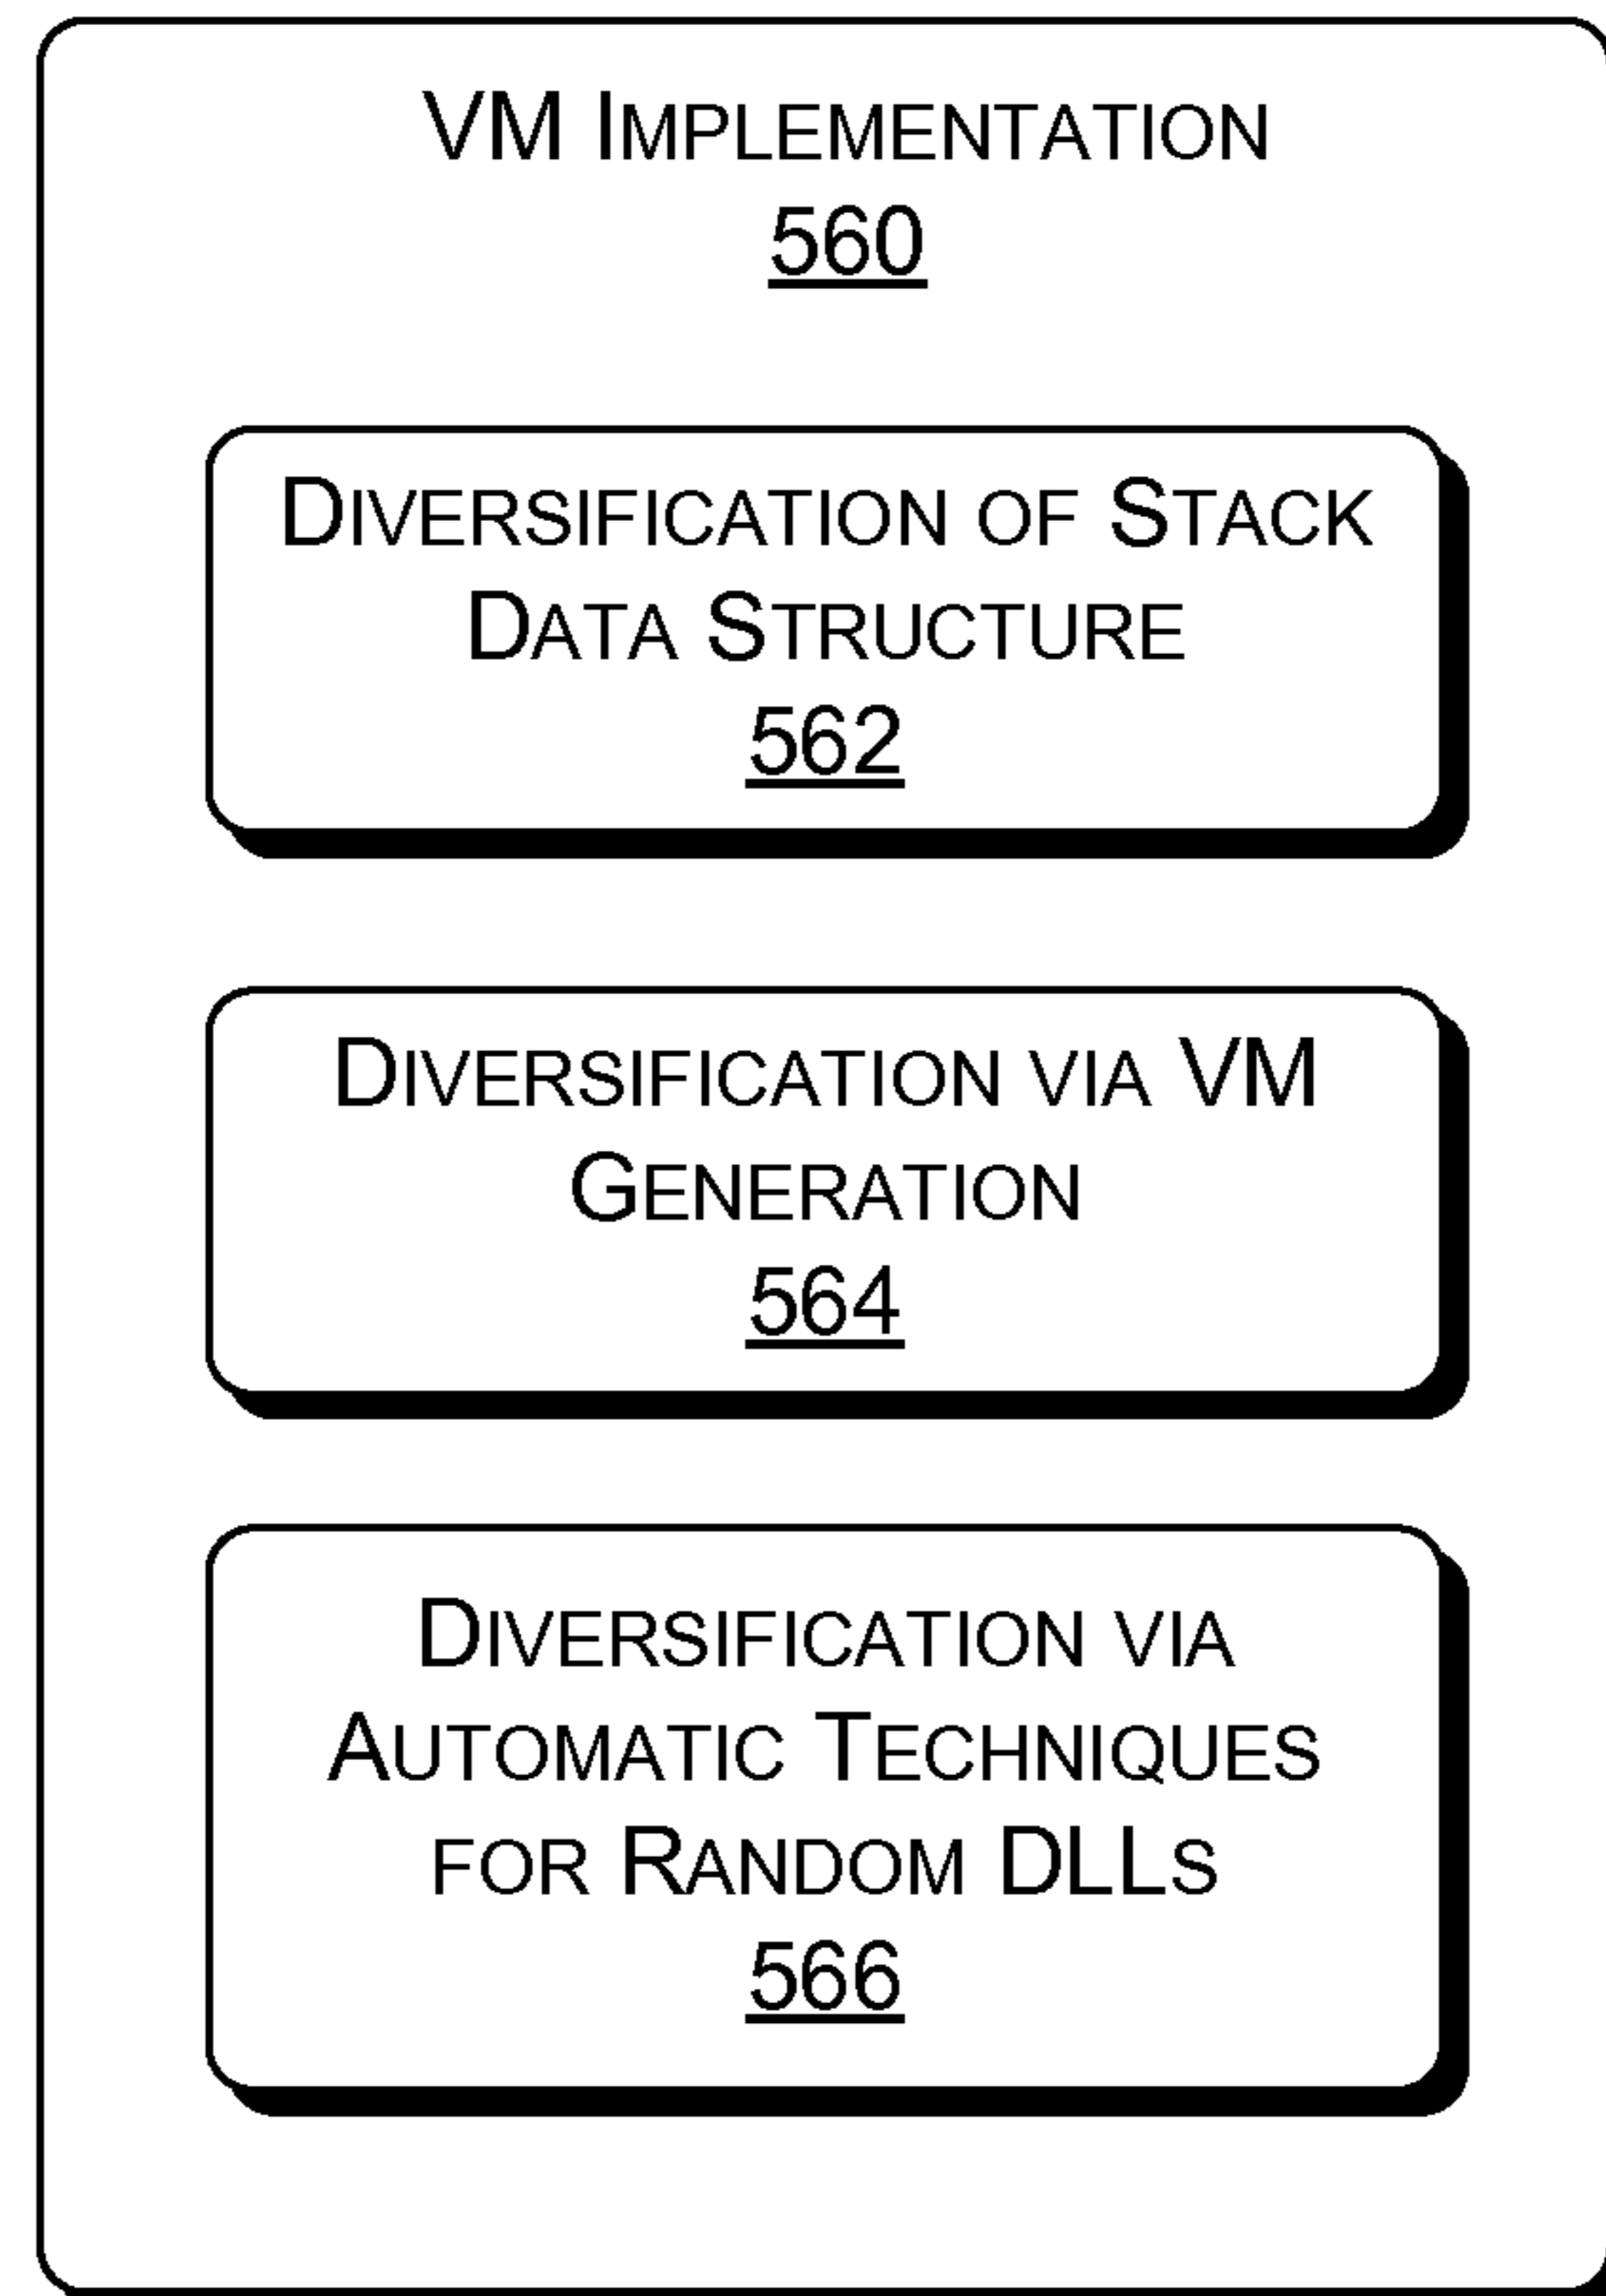 VM IMPLEMENTATION
560
DIVERSIFICATION OF STACK
DATA STRUCTURE
562
DIVERSIFICATION VIA VM
GENERATION
564
DIVERSIFICATION VIA
AUTOMATIC TECHNIQUES
FOR RANDOM DLLS
566